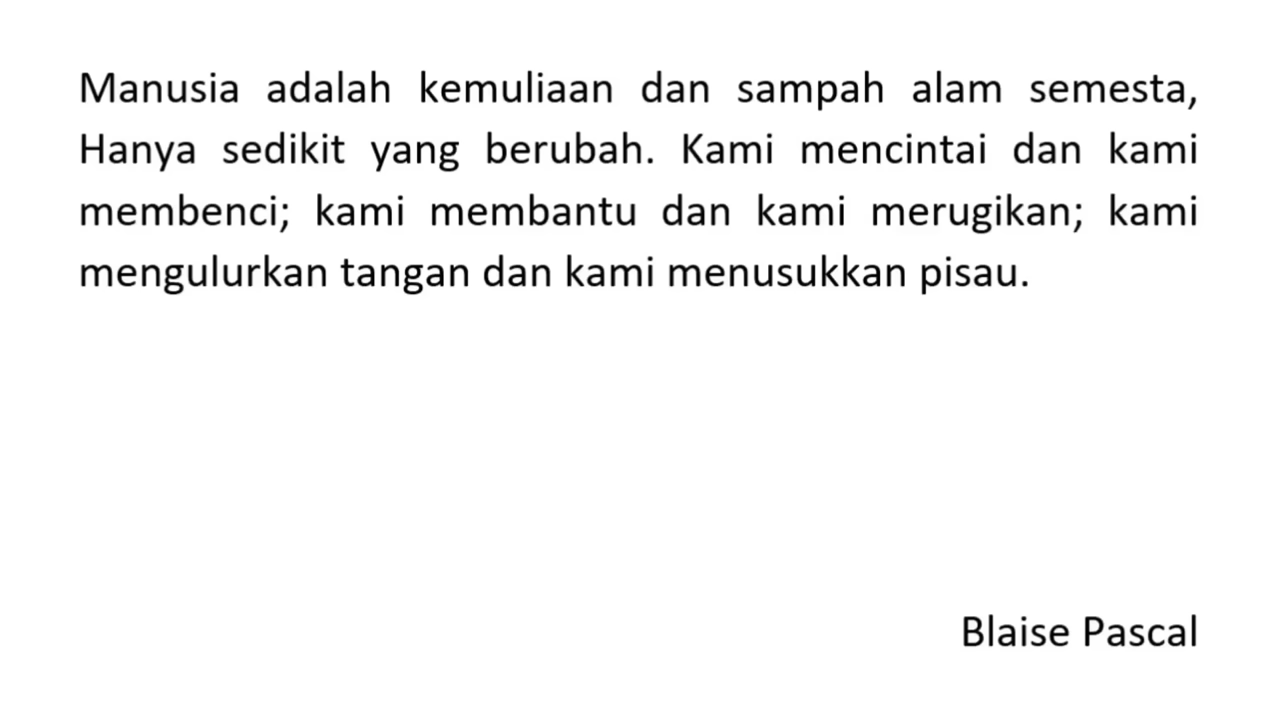 Manusia adalah kemuliaan dan sampah alam semesta,
Hanya sedikit yang berubah. Kami mencintai dan kami
membenci; kami membantu dan kami merugikan; kami
mengulurkan tangan dan kami menusukkan pisau.
Blaise Pascal